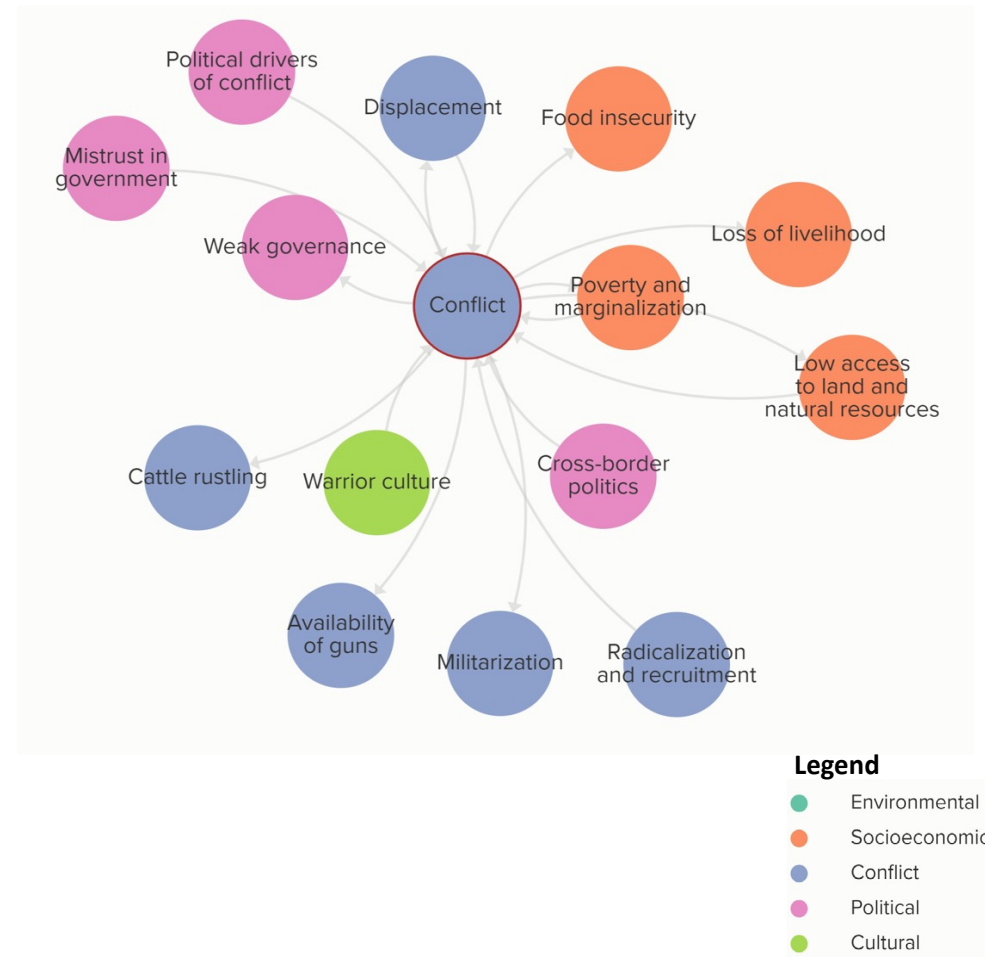 Political drivers
of conflict
Displacement
Food insecurity
Mistrust in
government
Weak governance
Loss of livelihood
Conflict
Poverty and
marginalization
Low access
to land and
natural resources
Cattle rustling
Warrior culture
Cross-border
politics
Availability
of guns
Militarization
Radicalization
and recruitment
Legend
Environmental
Socioeconomic
Conflict
Political
Cultural